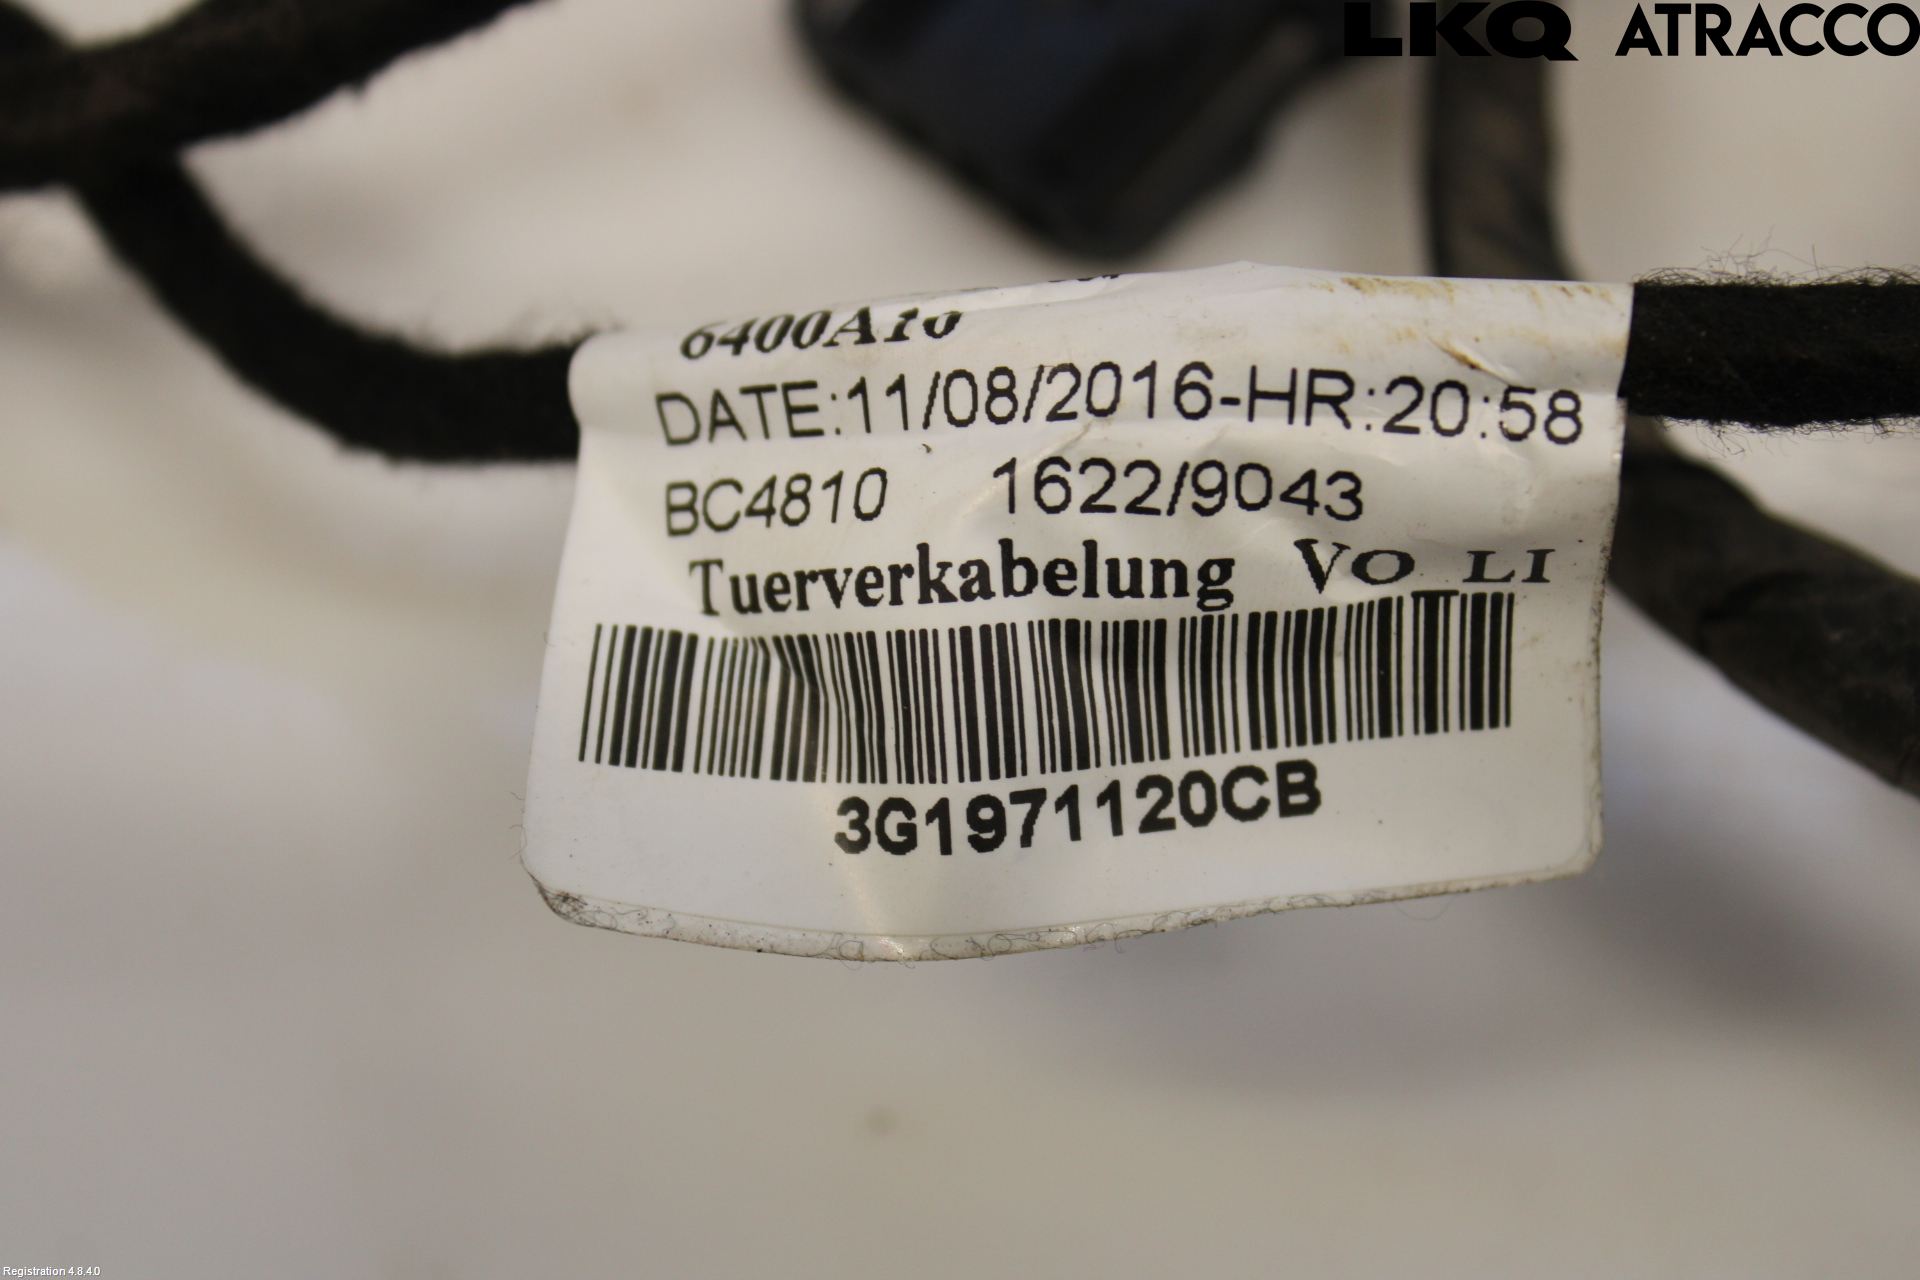 LKQ ATRACCO
6400A10
DATE:11/08/2016-HR:20:58
BC4810 1622/9043
Tuerverkabelung VO LI
3G1971120CB
Registration 4.8.4.0